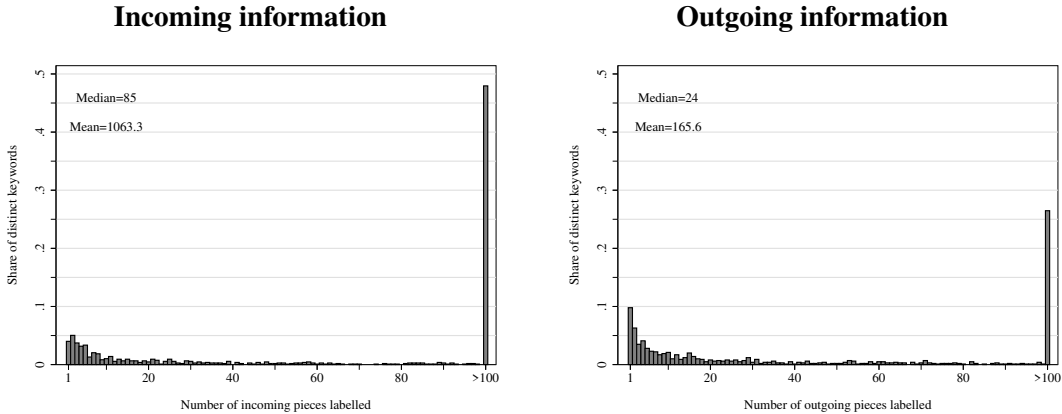 Incoming information
Median=85
Mean=1063.3
Share of distinct keywords
.5
.4
.3
.2
.1
0
1 20 40 60 80 >100
Number of incoming pieces labelled
Outgoing information
Median=24
Mean=165.6
Share of distinct keywords
.5
.4
.3
.2
.1
0
1 20 40 60 80 >100
Number of outgoing pieces labelled